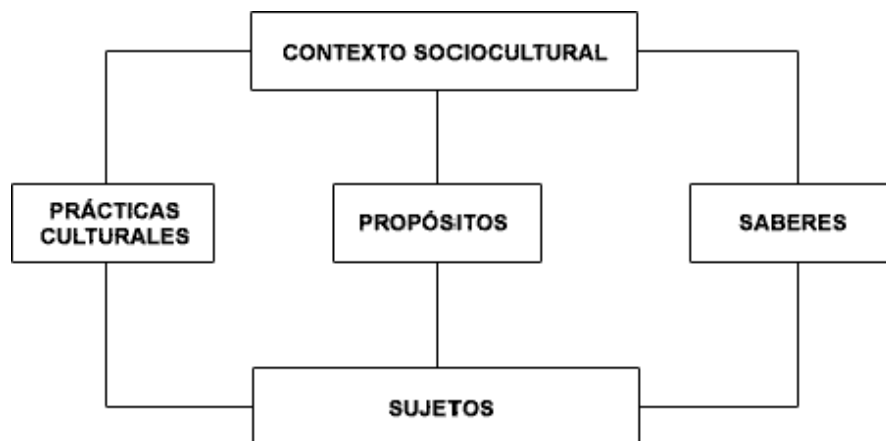 CONTEXTO SOCIOCULTURAL
PRÁCTICAS
CULTURALES
PROPÓSITOS
SABERES
SUJETOS